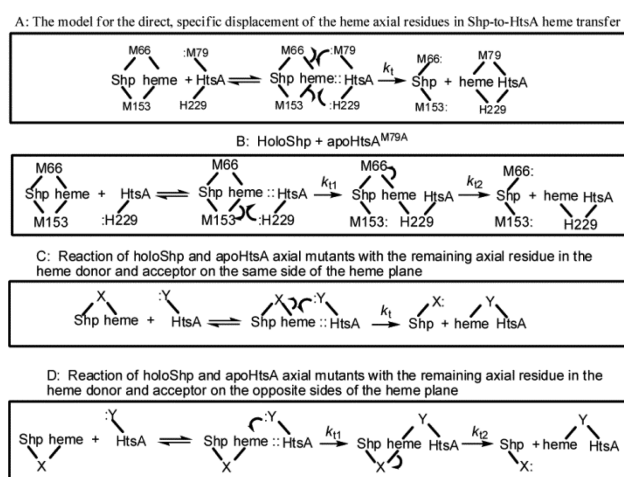 A: The model for the direct, specific displacement of the heme axial residues in Shp-to-HtsA heme transfer
M66 :M79 M66 :M79 M66: M79
Shp heme + HtsA Shp heme :: HtsA kt Shp + heme HtsA
M153 H229 M153 :H229 M153: H229
B: HoloShp + apoHtsA^M79A
M66 M66 M66 M66:
Shp heme + HtsA Shp heme :: HtsA kt1 Shp heme HtsA kt2 Shp + heme HtsA
M153 :H229 M153 :H229 M153: H229 M153: H229
C: Reaction of holoShp and apoHtsA axial mutants with the remaining axial residue in the
heme donor and acceptor on the same side of the heme plane
X :Y X :Y X: Y
Shp heme + HtsA Shp heme :: HtsA kt Shp + heme HtsA
D: Reaction of holoShp and apoHtsA axial mutants with the remaining axial residue in the
heme donor and acceptor on the opposite sides of the heme plane
:Y :Y Y Y
Shp heme + HtsA Shp heme :: HtsA kt1 Shp heme HtsA kt2 Shp + heme HtsA
X X X X: